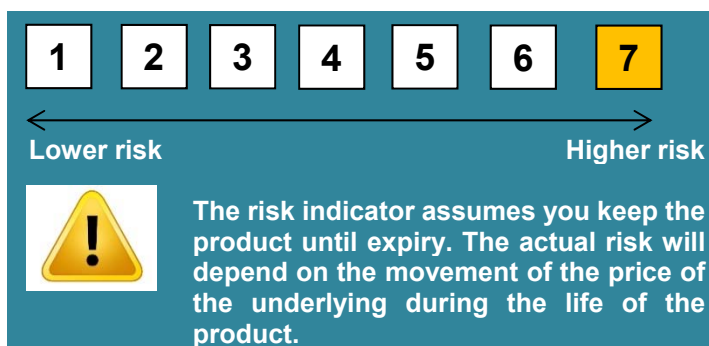 1 2 3 4 5 6 7
Lower risk Higher risk
!
The risk indicator assumes you keep the
product until expiry. The actual risk will
depend on the movement of the price of
the underlying during the life of the
product.